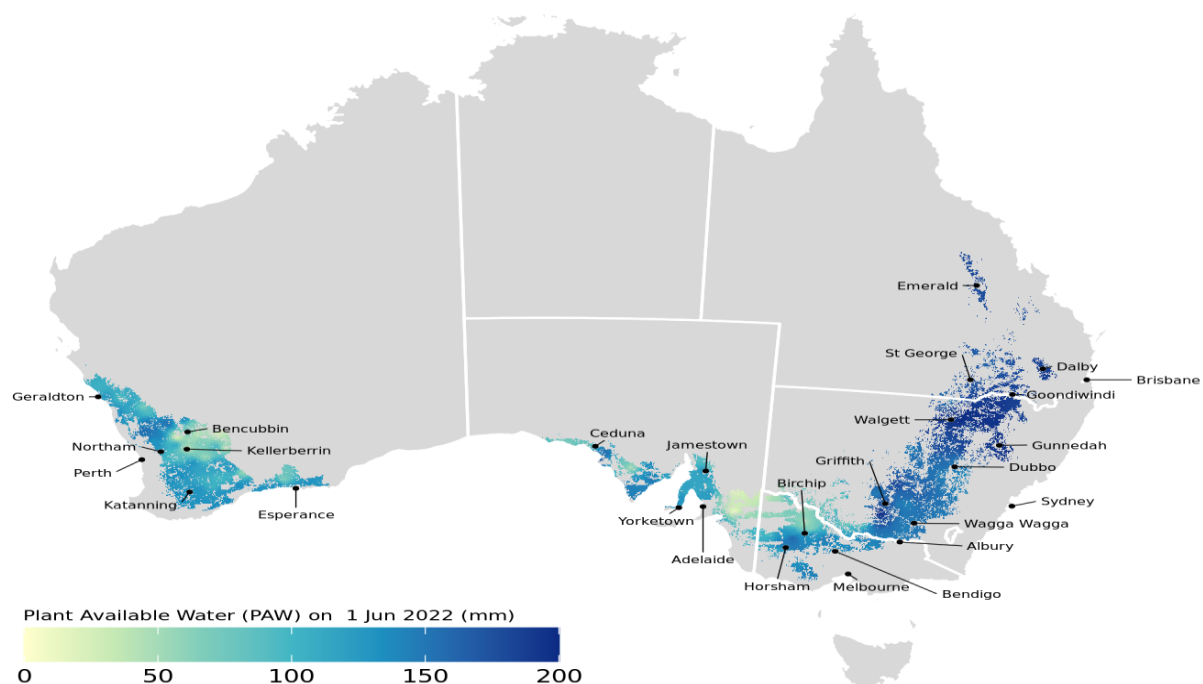 Emerald
St George
Dalby
Brisbane
Goondiwindi
Geraldton
Walgett
Bencubbin
Ceduna
Jamestown
Gunnedah
Northam
Kellerberrin
Perth
Griffith
Dubbo
Birchip
Katanning
Sydney
Esperance
Yorketown
Wagga Wagga
Adelaide
Albury
Horsham
Melbourne
Bendigo
Plant Available Water (PAW) on 1 Jun 2022 (mm)
0 50 100 150 200